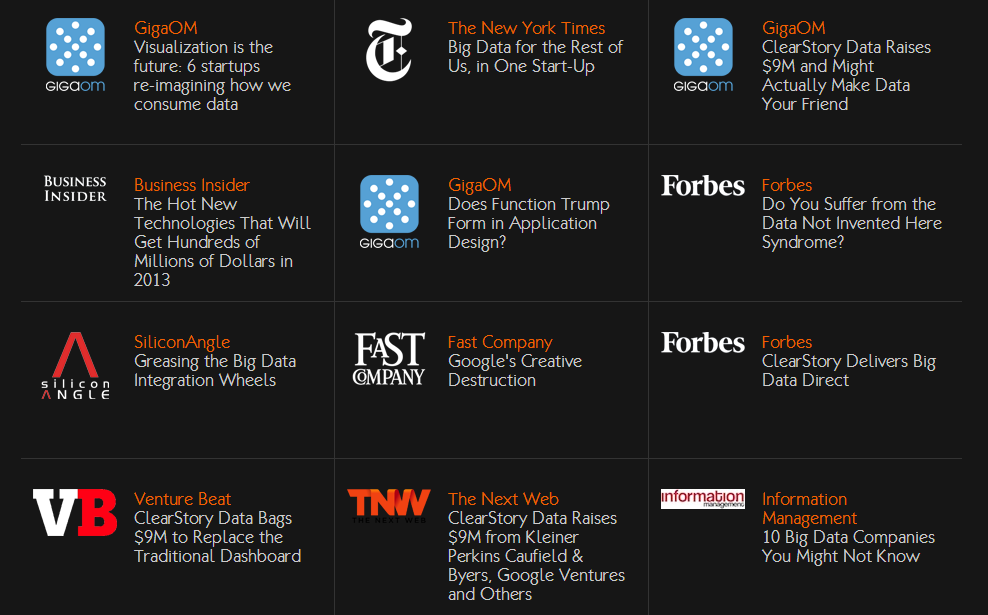 GIGAOM
GigaOM
Visualization is the
future: 6 startups
re-imagining how we
consume data
T
The New York Times
Big Data for the Rest of
Us, in One Start-Up
GIGAOM
GigaOM
ClearStory Data Raises
$9M and Might
Actually Make Data
Your Friend
BUSINESS
INSIDER
Business Insider
The Hot New
Technologies That Will
Get Hundreds of
Millions of Dollars in
2013
GIGAOM
GigaOM
Does Function Trump
Form in Application
Design?
Forbes
Forbes
Do You Suffer from the
Data Not Invented Here
Syndrome?
silicon
ANGLE
SiliconAngle
Greasing the Big Data
Integration Wheels
FAST
COMPANY
Fast Company
Google's Creative
Destruction
Forbes
Forbes
ClearStory Delivers Big
Data Direct
VB
Venture Beat
ClearStory Data Bags
$9M to Replace the
Traditional Dashboard
TNW
THE NEXT WEB
The Next Web
ClearStory Data Raises
$9M from Kleiner
Perkins Caufield &
Byers, Google Ventures
and Others
information
management
Information
Management
10 Big Data Companies
You Might Not Know